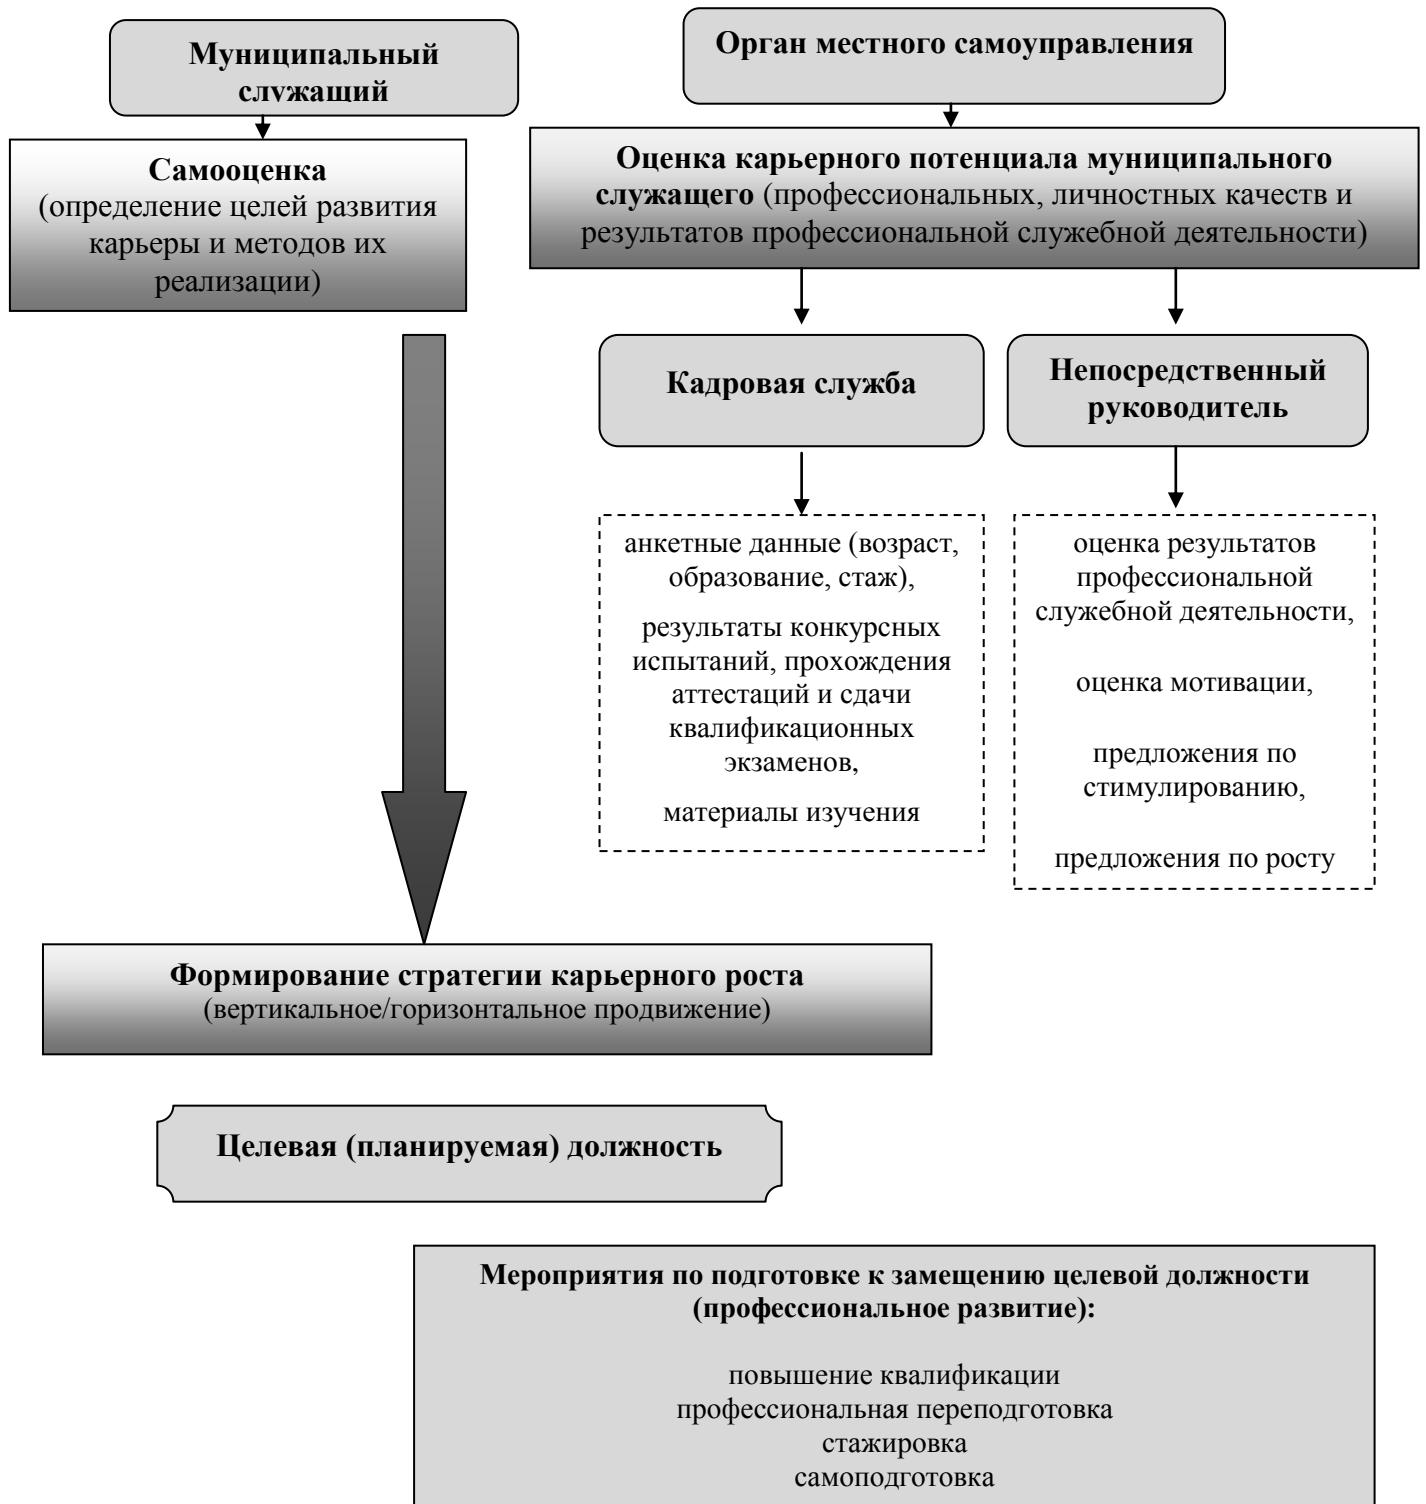 Муниципальный
служащий
Орган местного самоуправления
Самооценка
(определение целей развития
карьеры и методов их
реализации)
Оценка карьерного потенциала муниципального
служащего (профессиональных, личностных качеств и
результатов профессиональной служебной деятельности)
Кадровая служба
Непосредственный
руководитель
анкетные данные (возраст,
образование, стаж),
результаты конкурсных
испытаний, прохождения
аттестаций и сдачи
квалификационных
экзаменов,
материалы изучения
оценка результатов
профессиональной
служебной деятельности,
оценка мотивации,
предложения по
стимулированию,
предложения по росту
Формирование стратегии карьерного роста
(вертикальное/горизонтальное продвижение)
Целевая (планируемая) должность
Мероприятия по подготовке к замещению целевой должности
(профессиональное развитие):
повышение квалификации
профессиональная переподготовка
стажировка
самоподготовка